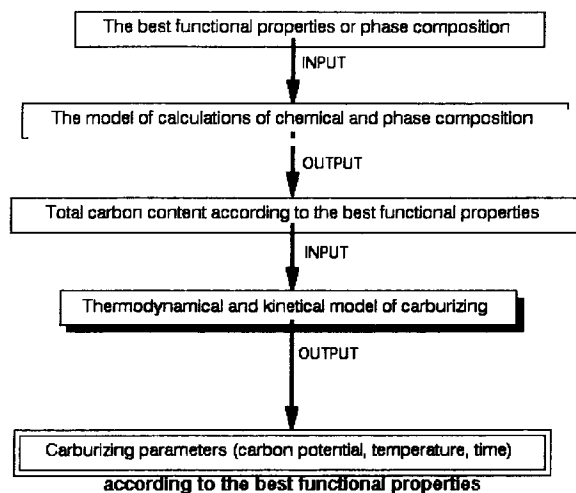 The best functional properties or phase composition
INPUT
The model of calculations of chemical and phase composition
OUTPUT
Total carbon content according to the best functional properties
INPUT
Thermodynamical and kinetical model of carburizing
OUTPUT
Carburizing parameters (carbon potential, temperature, time)
according to the best functional properties